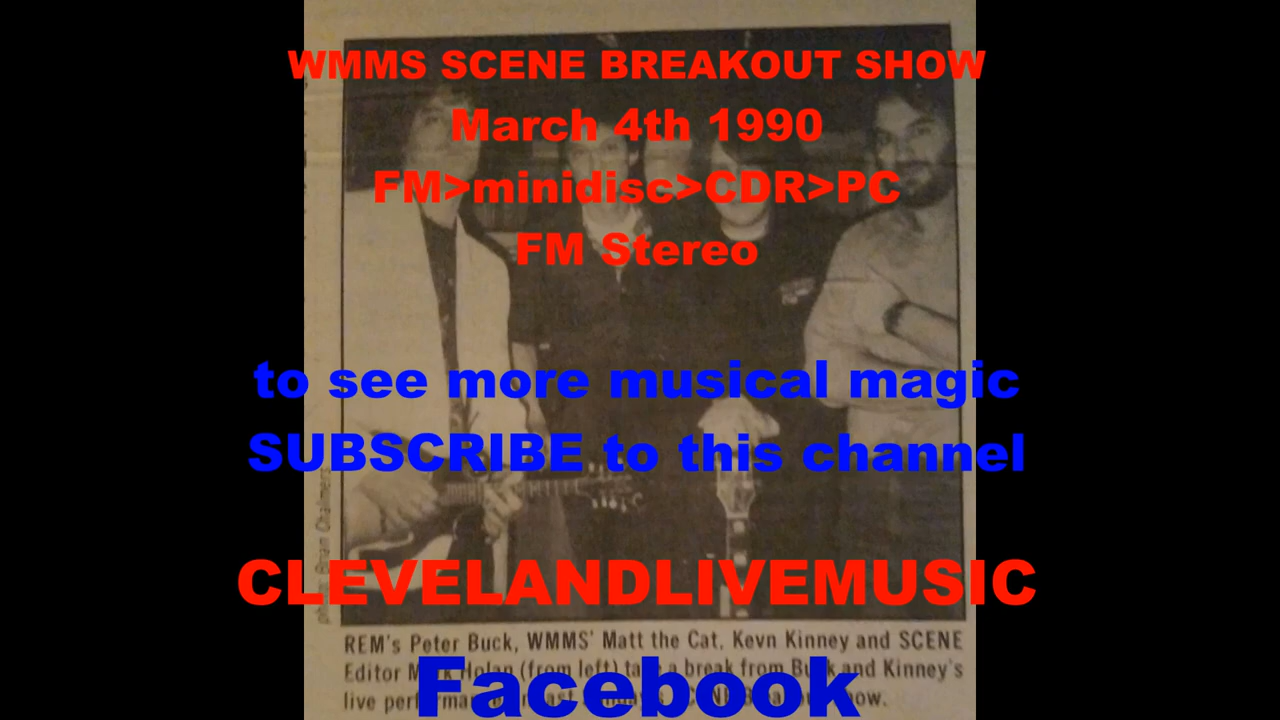 WMMS SCENE BREAKOUT SHOW
March 4th 1990
FM>minidisc>CDR>PC
FM Stereo
to see more musical magic
SUBSCRIBE to this channel
CLEVELANDLIVEMUSIC
Brian Chalmers
REM's Peter Buck, WMMS' Matt the Cat, Kevn Kinney and SCENE
Editor (from left) a break from and Kinney's
Facebook
live